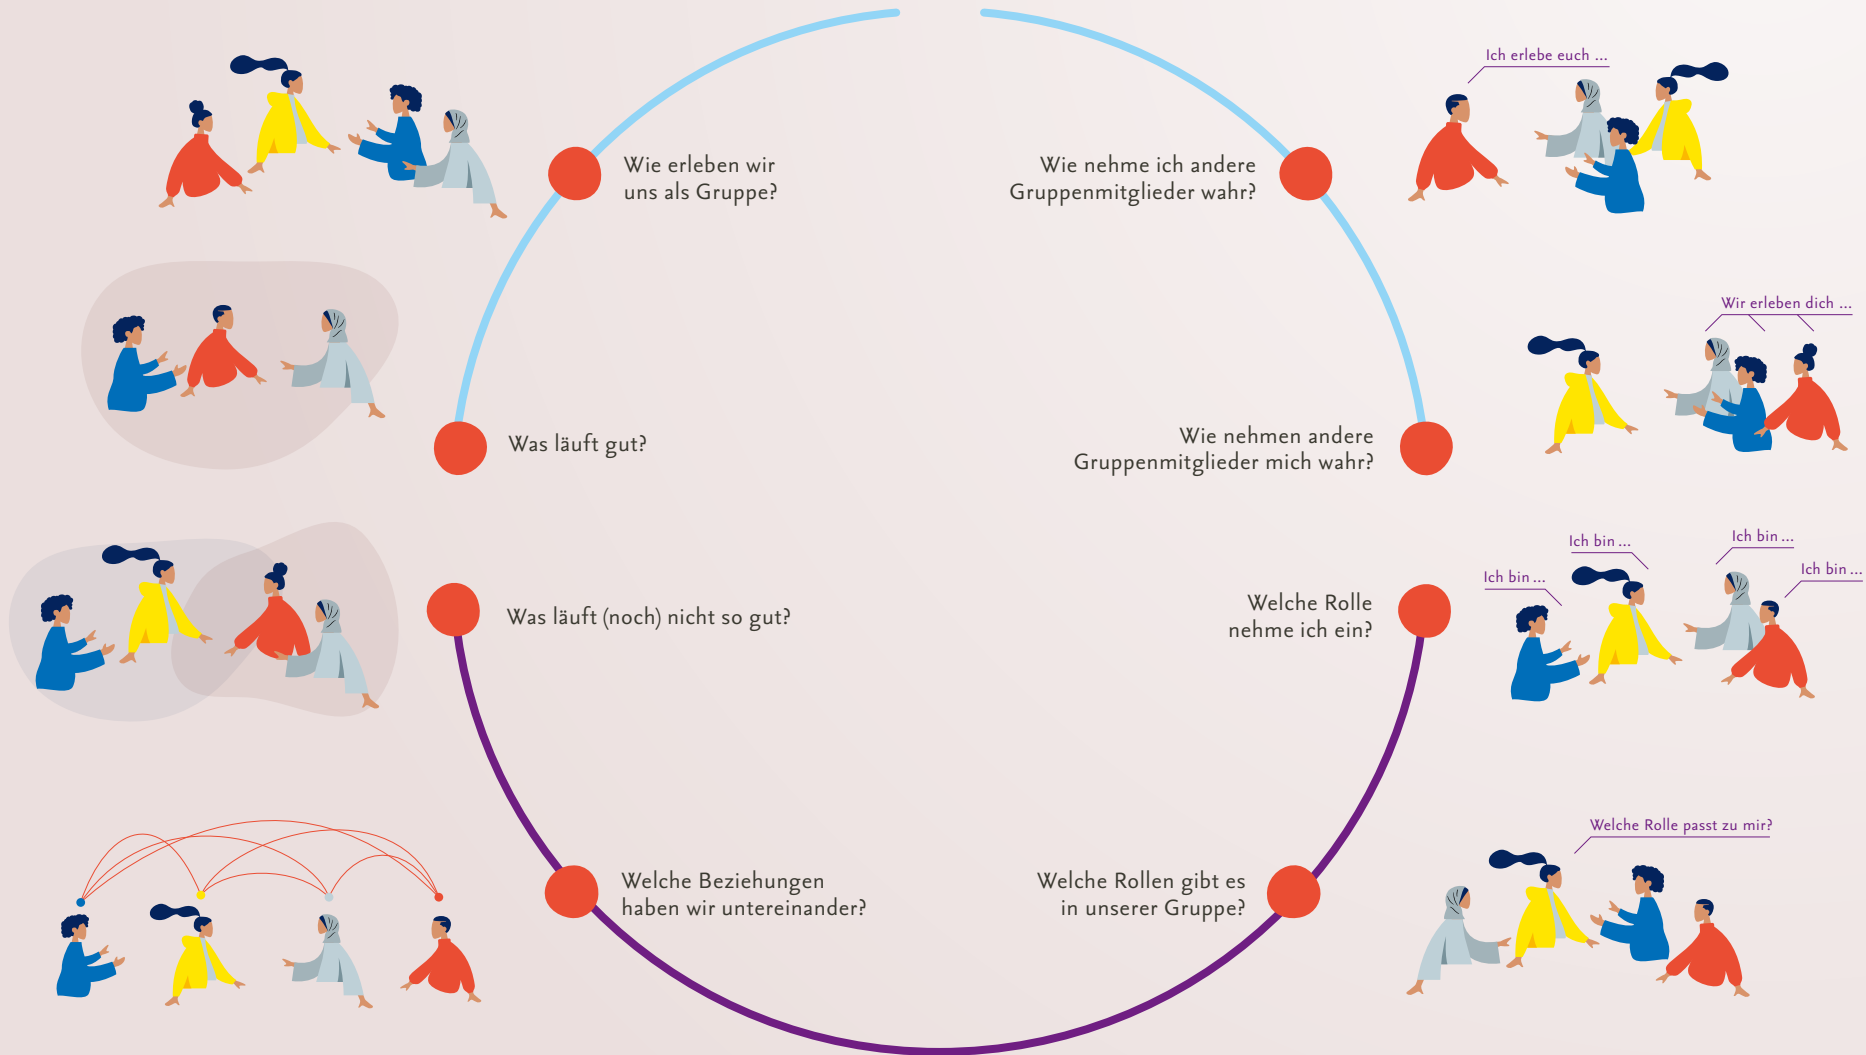 Ich erlebe euch ...
Wie erleben wir
uns als Gruppe?
Wie nehme ich andere
Gruppenmitglieder wahr?
Wir erleben dich ...
Was läuft gut?
Wie nehmen andere
Gruppenmitglieder mich wahr?
Ich bin ...
Ich bin ...
Ich bin ...
Ich bin ...
Was läuft (noch) nicht so gut?
Welche Rolle
nehme ich ein?
Welche Rolle passt zu mir?
Welche Beziehungen
haben wir untereinander?
Welche Rollen gibt es
in unserer Gruppe?